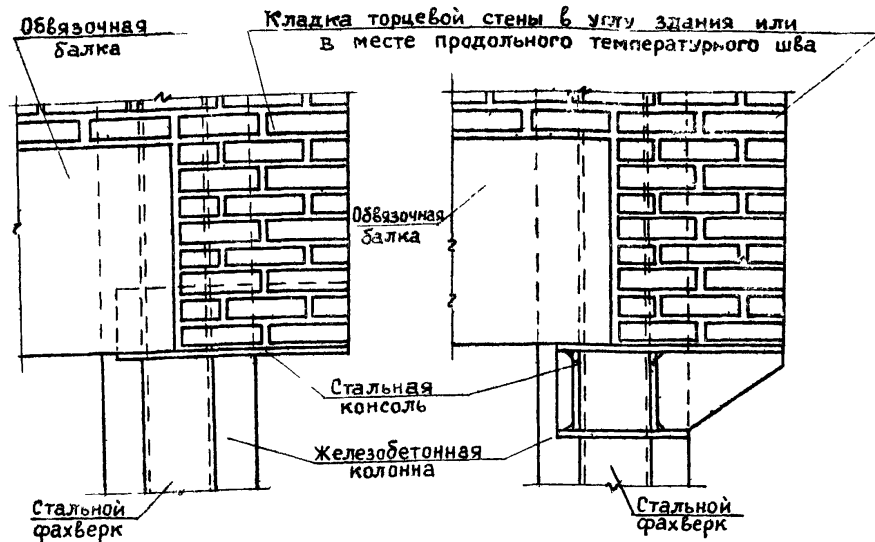 Обвязочная
балка
Кладка торцевой стены в углу здания или
в месте продольного температурного шва
Обвязочная
балка
Стальная
консоль
Железобетонная
колонна
Стальной
фахверк
Стальной
фахверк